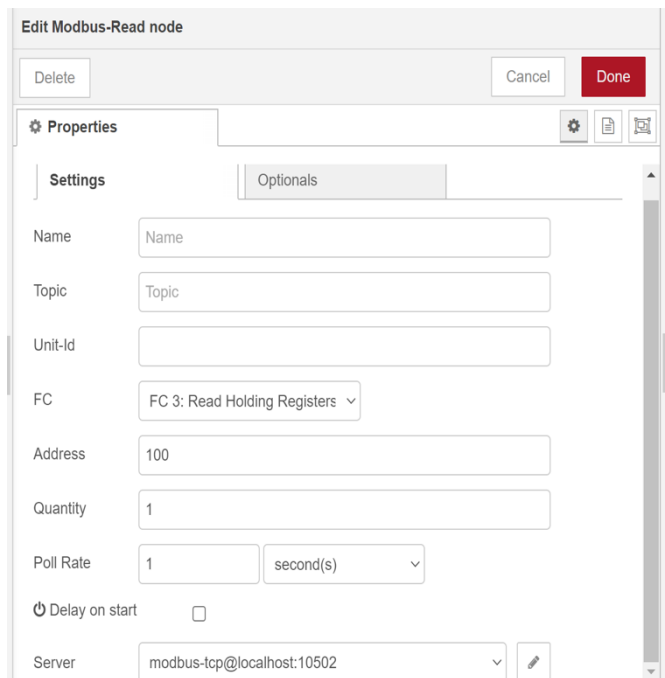 Edit Modbus-Read node
Delete Cancel Done
Properties
Settings Optionals
Name Name
Topic Topic
Unit-Id
FC FC 3: Read Holding Registers
Address 100
Quantity 1
Poll Rate 1 second(s)
Delay on start
Server modbus-tcp@localhost:10502